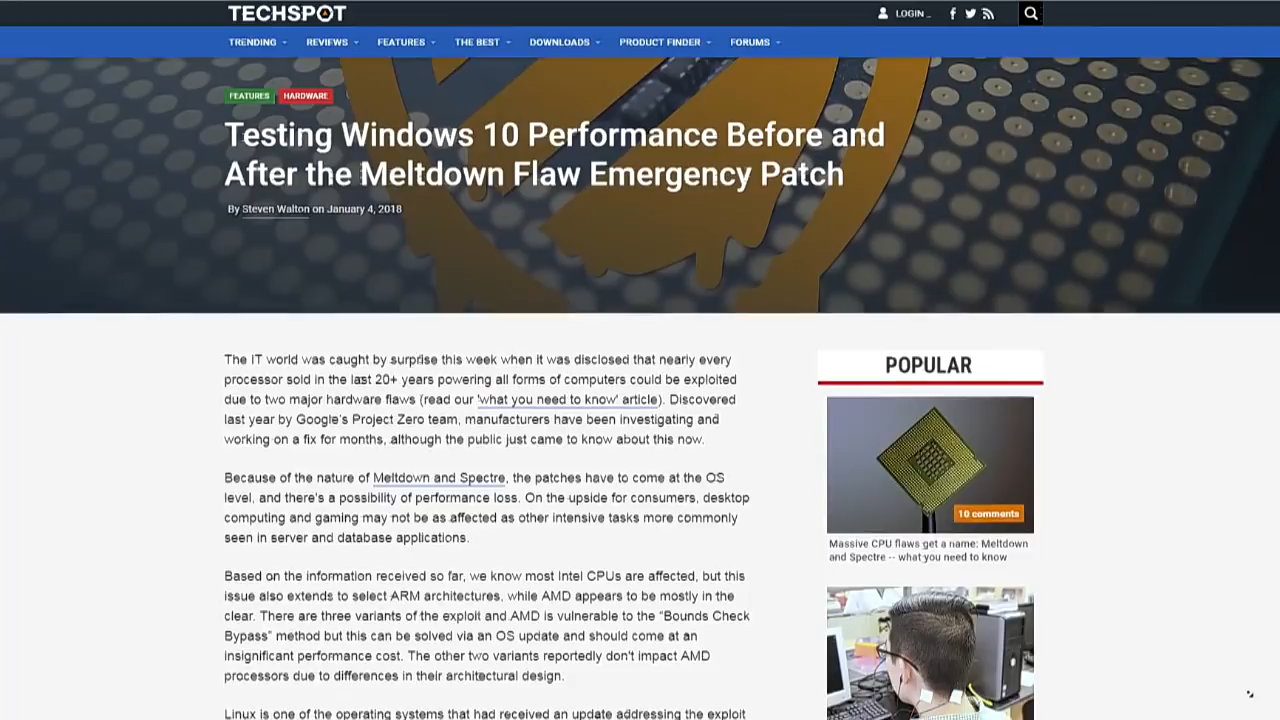 TECHSPOT
LOGIN
TRENDING REVIEWS FEATURES THE BEST DOWNLOADS PRODUCT FINDER FORUMS
FEATURES HARDWARE
Testing Windows 10 Performance Before and
After the Meltdown Flaw Emergency Patch
By Steven Walton on January 4, 2018
The IT world was caught by surprise this week when it was disclosed that nearly every
processor sold in the last 20+ years powering all forms of computers could be exploited
due to two major hardware flaws (read our 'what you need to know' article). Discovered
last year by Google's Project Zero team, manufacturers have been investigating and
working on a fix for months, although the public just came to know about this now.
Because of the nature of Meltdown and Spectre, the patches have to come at the OS
level, and there's a possibility of performance loss. On the upside for consumers, desktop
computing and gaming may not be as affected as other intensive tasks more commonly
seen in server and database applications.
Based on the information received so far, we know most Intel CPUs are affected, but this
issue also extends to select ARM architectures, while AMD appears to be mostly in the
clear. There are three variants of the exploit and AMD is vulnerable to the "Bounds Check
Bypass" method but this can be solved via an OS update and should come at an
insignificant performance cost. The other two variants reportedly don't impact AMD
processors due to differences in their architectural design.
Linux is one of the operating systems that had received an update addressing the exploit
POPULAR
10 comments
Massive CPU flaws get a name: Meltdown
and Spectre -- what you need to know